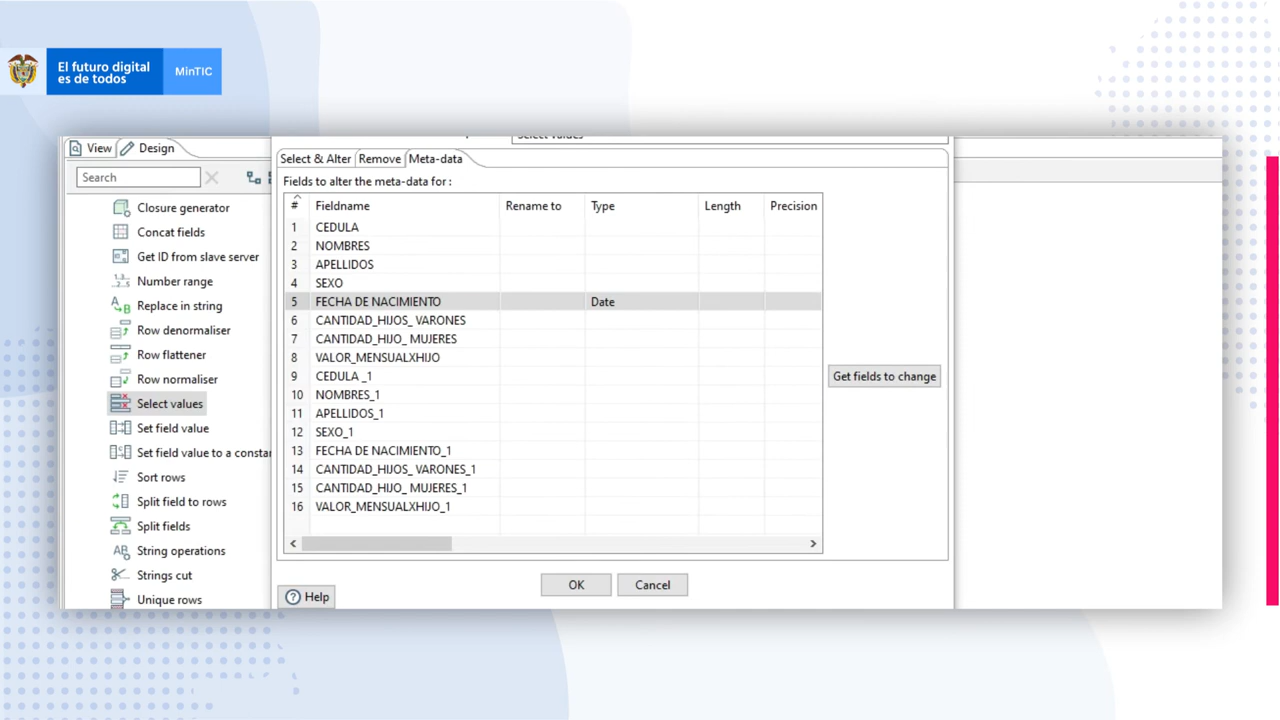 El futuro digital
es de todos
MinTIC
View
Design
Select & Alter
Remove
Meta-data
Search
Fields to alter the meta-data for :
# Fieldname Rename to Type Length Precision
1 CEDULA
2 NOMBRES
3 APELLIDOS
4 SEXO
5 FECHA DE NACIMIENTO Date
6 CANTIDAD_HIJOS_ VARONES
7 CANTIDAD_HIJO_ MUJERES
8 VALOR_MENSUALXHIJO
9 CEDULA _1
10 NOMBRES_1
11 APELLIDOS_1
12 SEXO_1
13 FECHA DE NACIMIENTO_1
14 CANTIDAD_HIJOS_ VARONES_1
15 CANTIDAD_HIJO_ MUJERES_1
16 VALOR_MENSUALXHIJO_1
Get fields to change
OK
Cancel
Help
Closure generator
Concat fields
Get ID from slave server
Number range
Replace in string
Row denormaliser
Row flattener
Row normaliser
Select values
Set field value
Set field value to a consta
Sort rows
Split field to rows
Split fields
String operations
Strings cut
Unique rows